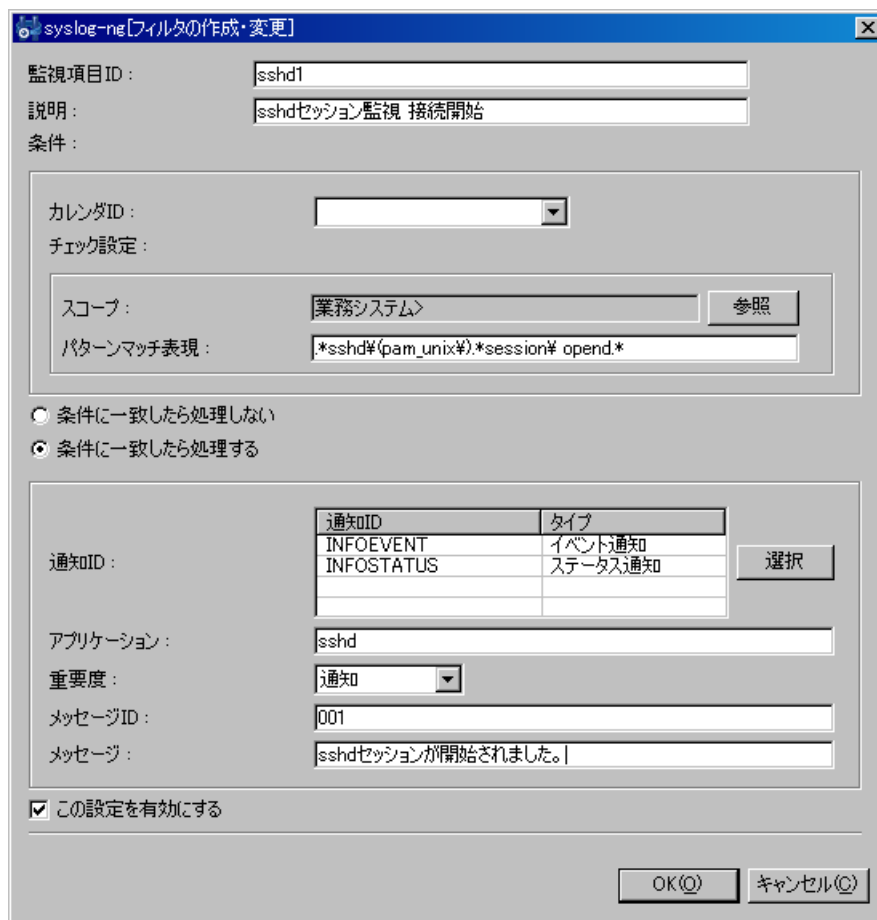 syslog-ng[フィルタの作成・変更]
監視項目ID：
sshd1
説明：
sshdセッション監視 接続開始
条件：
カレンダID：
チェック設定：
スコープ：
業務システム>
参照
パターンマッチ表現：
.*sshd¥(pam_unix¥).*session¥ opend.*
条件に一致したら処理しない
条件に一致したら処理する
通知ID：
通知ID タイプ
INFOEVENT イベント通知
INFOSTATUS ステータス通知
選択
アプリケーション：
sshd
重要度：
通知
メッセージID：
001
メッセージ：
sshdセッションが開始されました。
この設定を有効にする
OK(O) キャンセル(C)